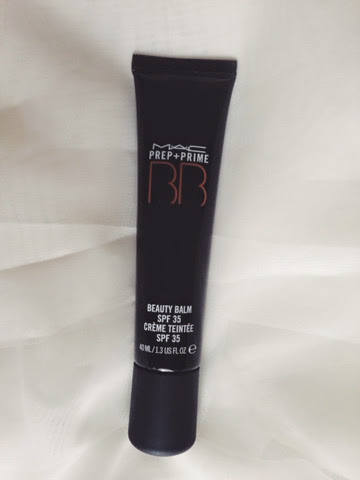 MAC
PREP+PRIME
BB
BEAUTY BALM
SPF 35
CRÈME TEINTÉE
SPF 35
40 ML / 1.3 US FL OZ ℮